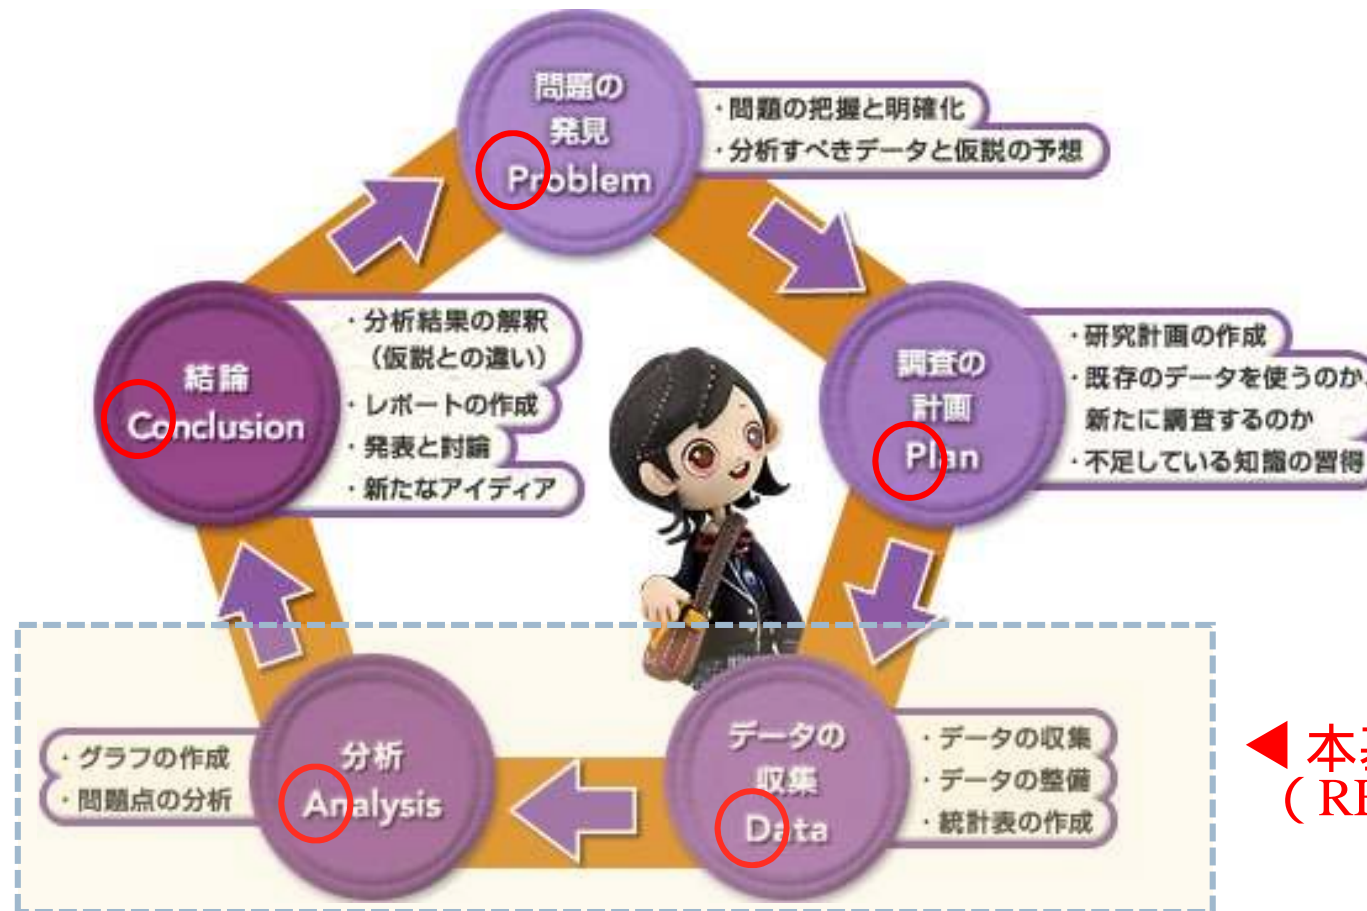 問題の
発見
Problem
・問題の把握と明確化
・分析すべきデータと仮説の予想
調査の
計画
Plan
・研究計画の作成
・既存のデータを使うのか、
新たに調査するのか
・不足している知識の習得
データの
収集
Data
・データの収集
・データの整備
・統計表の作成
分析
Analysis
・グラフの作成
・問題点の分析
結論
Conclusion
・分析結果の解釈
（仮説との違い）
・レポートの作成
・発表と討論
・新たなアイディア
◀ 本
（RE